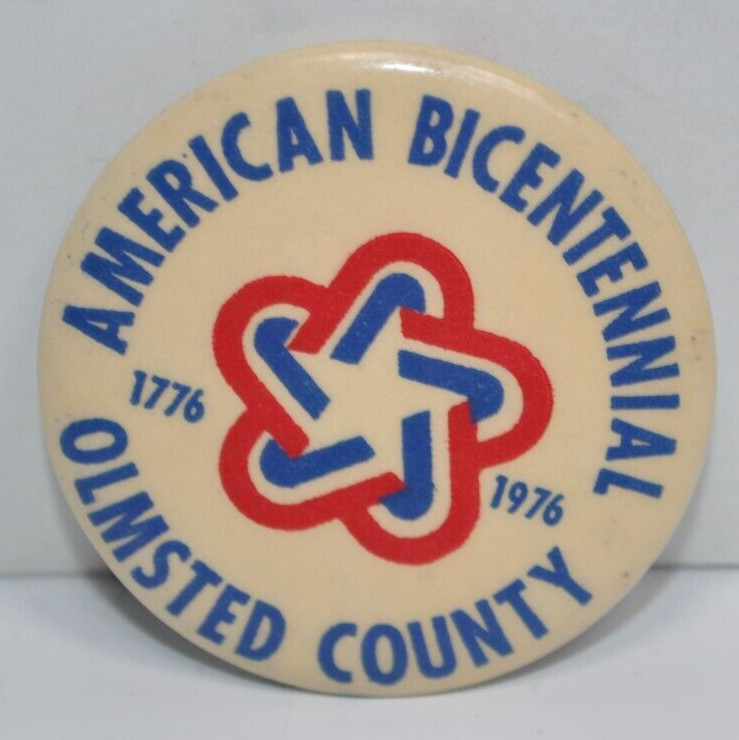 AMERICAN BICENTENNIAL
1776
1976
OLMSTED COUNTY